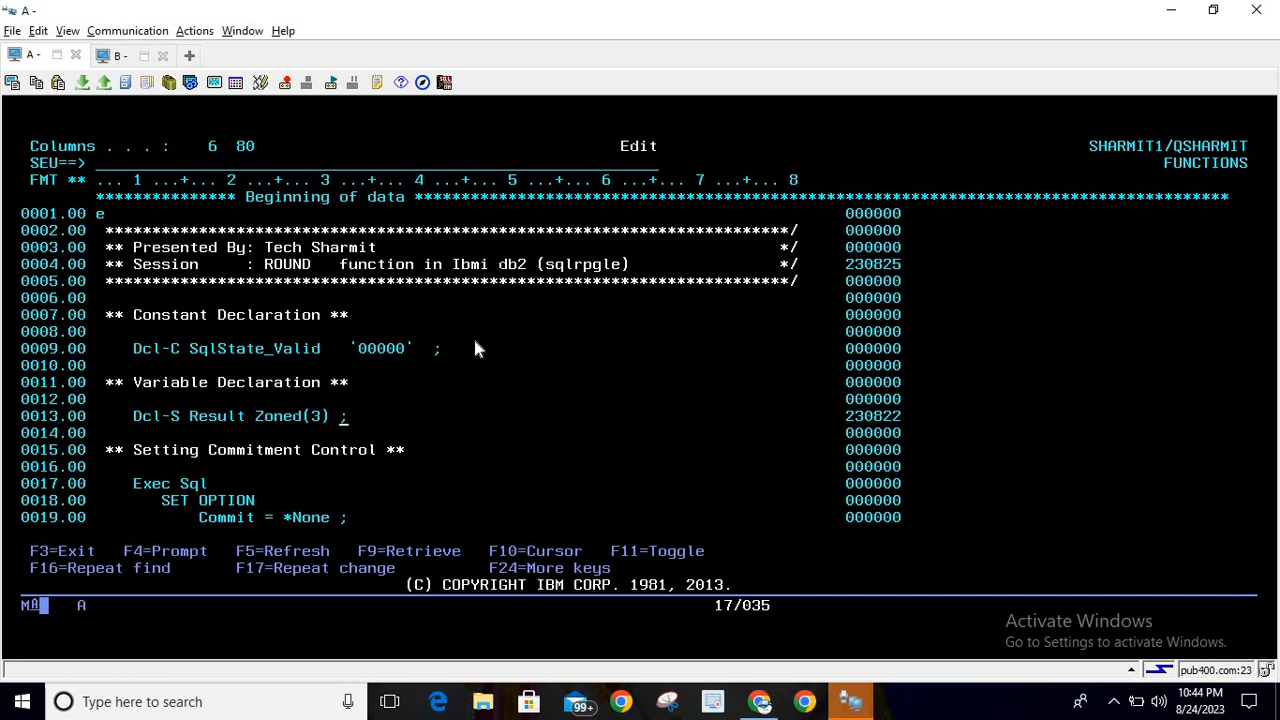 A -
File Edit View Communication Actions Window Help
A - B -
Columns . . . : 6 80 Edit SHARMIT1/QSHARMIT
SEU==> FUNCTIONS
FMT ** ... 1 ...+... 2 ...+... 3 ...+... 4 ...+... 5 ...+... 6 ...+... 7 ...+... 8
*************** Beginning of data ****************************************************************************************
0001.00 e 000000
0002.00 *************************************************************************/ 000000
0003.00 ** Presented By: Tech Sharmit */ 000000
0004.00 ** Session : ROUND function in Ibmi db2 (sqlrpgle) */ 230825
0005.00 *************************************************************************/ 000000
0006.00 000000
0007.00 ** Constant Declaration ** 000000
0008.00 000000
0009.00 Dcl-C SqlState_Valid '00000' ; 000000
0010.00 000000
0011.00 ** Variable Declaration ** 000000
0012.00 000000
0013.00 Dcl-S Result Zoned(3) ; 230822
0014.00 000000
0015.00 ** Setting Commitment Control ** 000000
0016.00 000000
0017.00 Exec Sql 000000
0018.00 SET OPTION 000000
0019.00 Commit = *None ; 000000
F3=Exit F4=Prompt F5=Refresh F9=Retrieve F10=Cursor F11=Toggle
F16=Repeat find F17=Repeat change F24=More keys
(C) COPYRIGHT IBM CORP. 1981, 2013.
MA A 17/035
Activate Windows
Go to Settings to activate Windows.
pub400.com:23
Type here to search
99+
10:44 PM
8/24/2023